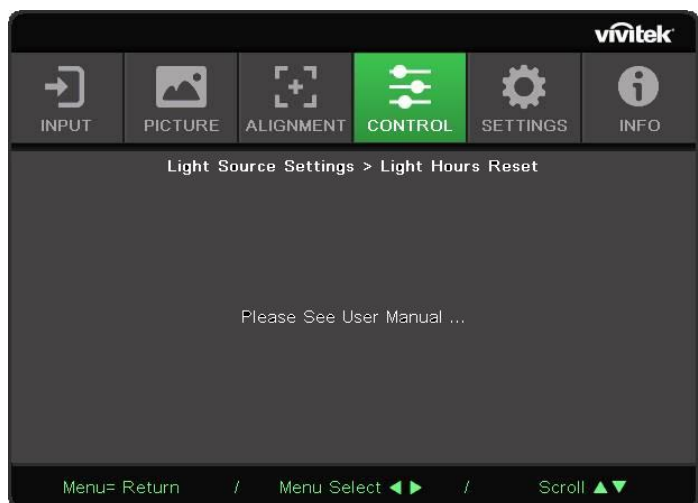 vivitek
INPUT PICTURE ALIGNMENT CONTROL SETTINGS INFO
Light Source Settings > Light Hours Reset
Please See User Manual ...
Menu= Return / Menu Select ◀ ▶ / Scroll ▲▼